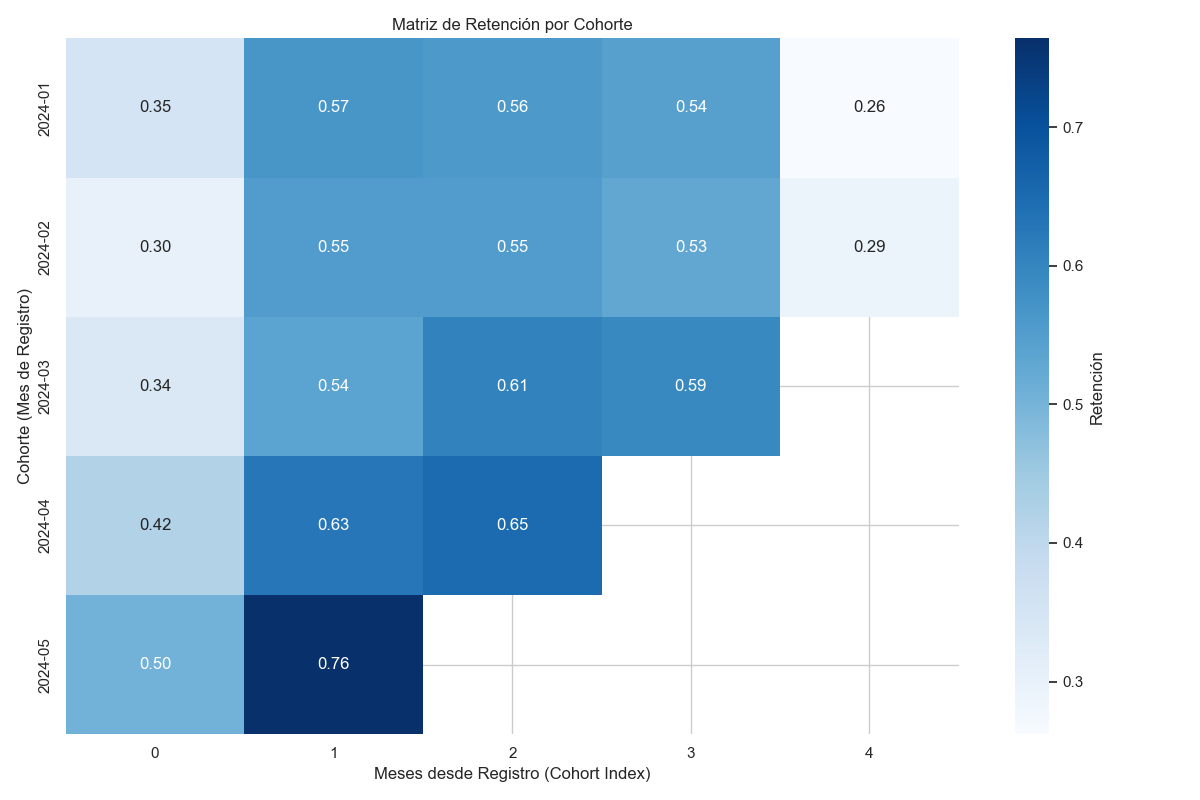 Matriz de Retención por Cohorte
Cohorte (Mes de Registro)
2024-01
0.35 0.57 0.56 0.54 0.26
2024-02
0.30 0.55 0.55 0.53 0.29
2024-03
0.34 0.54 0.61 0.59
2024-04
0.42 0.63 0.65
2024-05
0.50 0.76
0 1 2 3 4
Meses desde Registro (Cohort Index)
0.7
0.6
0.5
0.4
0.3
Retención